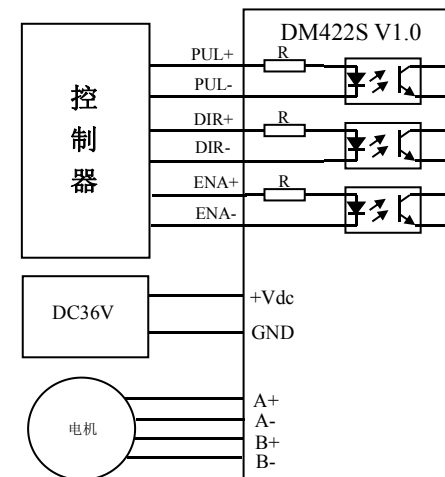 DM422S V1.0
PUL+
R
PUL-
控制器
DIR+
R
DIR-
ENA+
R
ENA-
DC36V
+Vdc
GND
电机
A+
A-
B+
B-